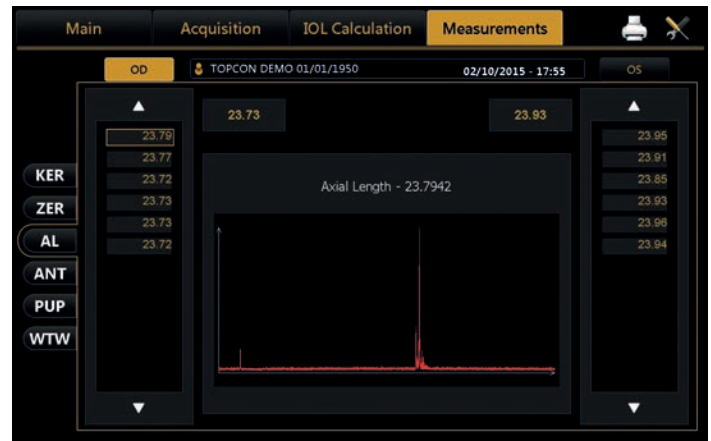 Main Acquisition IOL Calculation Measurements
OD TOPCON DEMO 01/01/1950 02/10/2015 - 17:55 OS
23.73 23.93
23.79
23.77
23.72
23.73
23.73
23.72
KER
ZER
AL
ANT
PUP
WTW
Axial Length - 23.7942
23.95
23.91
23.85
23.93
23.96
23.94